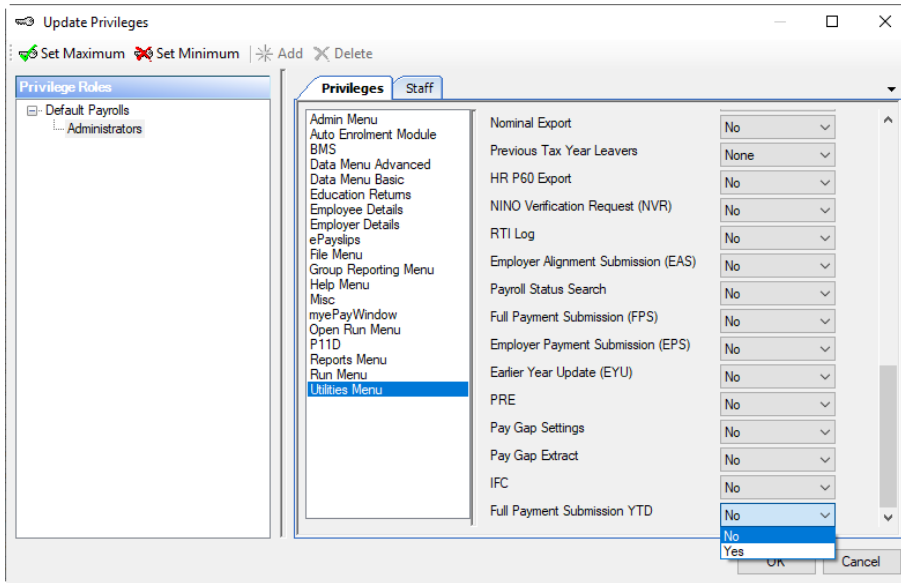 Update Privileges
Set Maximum Set Minimum Add Delete
Privilege Roles
Default Payrolls
Administrators
Privileges Staff
Admin Menu
Auto Enrolment Module
BMS
Data Menu Advanced
Data Menu Basic
Education Returns
Employee Details
Employer Details
ePayslips
File Menu
Group Reporting Menu
Help Menu
Misc
myePayWindow
Open Run Menu
P11D
Reports Menu
Run Menu
Utilities Menu
Nominal Export No
Previous Tax Year Leavers None
HR P60 Export No
NINO Verification Request (NVR) No
RTI Log No
Employer Alignment Submission (EAS) No
Payroll Status Search No
Full Payment Submission (FPS) No
Employer Payment Submission (EPS) No
Earlier Year Update (EYU) No
PRE No
Pay Gap Settings No
Pay Gap Extract No
IFC No
Full Payment Submission YTD No
No
Yes
OK Cancel